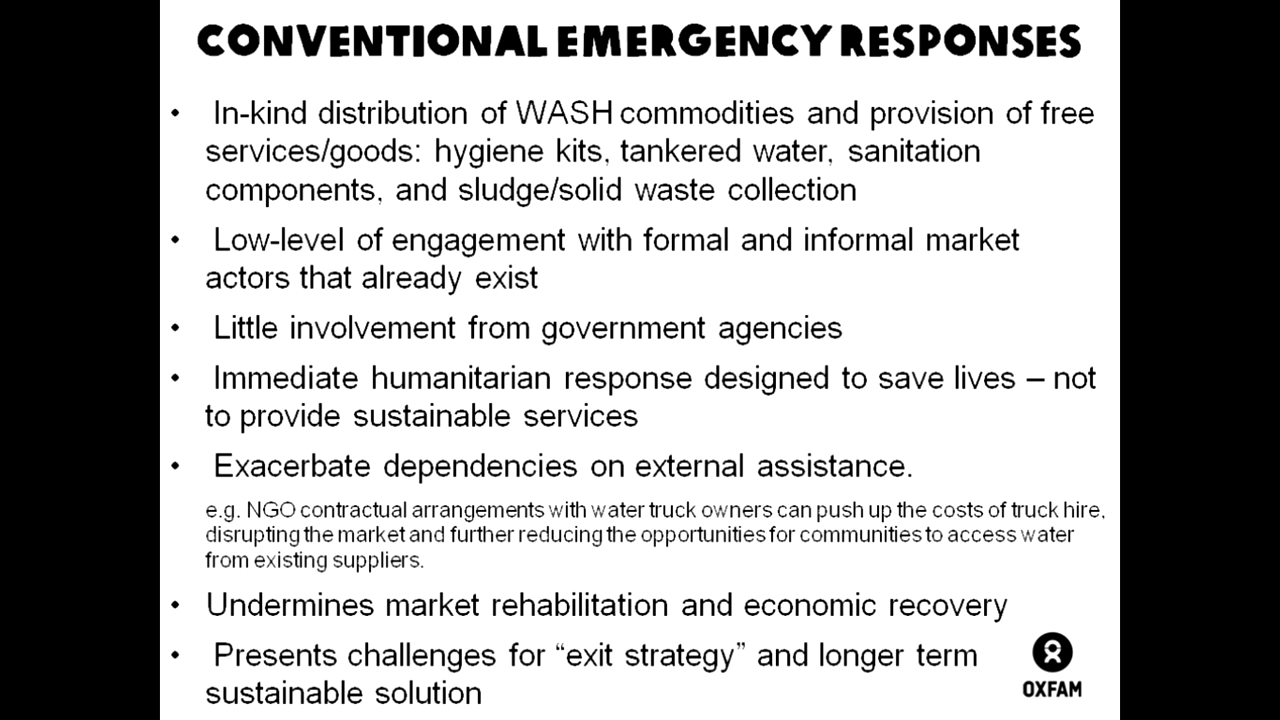 CONVENTIONAL EMERGENCY RESPONSES
• In-kind distribution of WASH commodities and provision of free
services/goods: hygiene kits, tankered water, sanitation
components, and sludge/solid waste collection
• Low-level of engagement with formal and informal market
actors that already exist
• Little involvement from government agencies
• Immediate humanitarian response designed to save lives – not
to provide sustainable services
• Exacerbate dependencies on external assistance.
e.g. NGO contractual arrangements with water truck owners can push up the costs of truck hire,
disrupting the market and further reducing the opportunities for communities to access water
from existing suppliers.
• Undermines market rehabilitation and economic recovery
• Presents challenges for “exit strategy” and longer term
sustainable solution
OXFAM